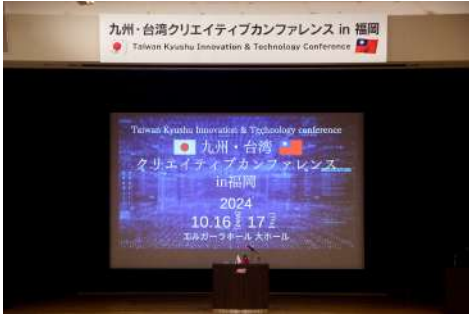 九州・台湾クリエイティブカンファレンス in 福岡
Taiwan Kyushu Innovation & Technology Conference
Taiwan Kyushu Innovation & Technology conference
九州・台湾
クリエイティブカンファレンス
in福岡
2024
10.16 17
エルガーラホール 大ホール